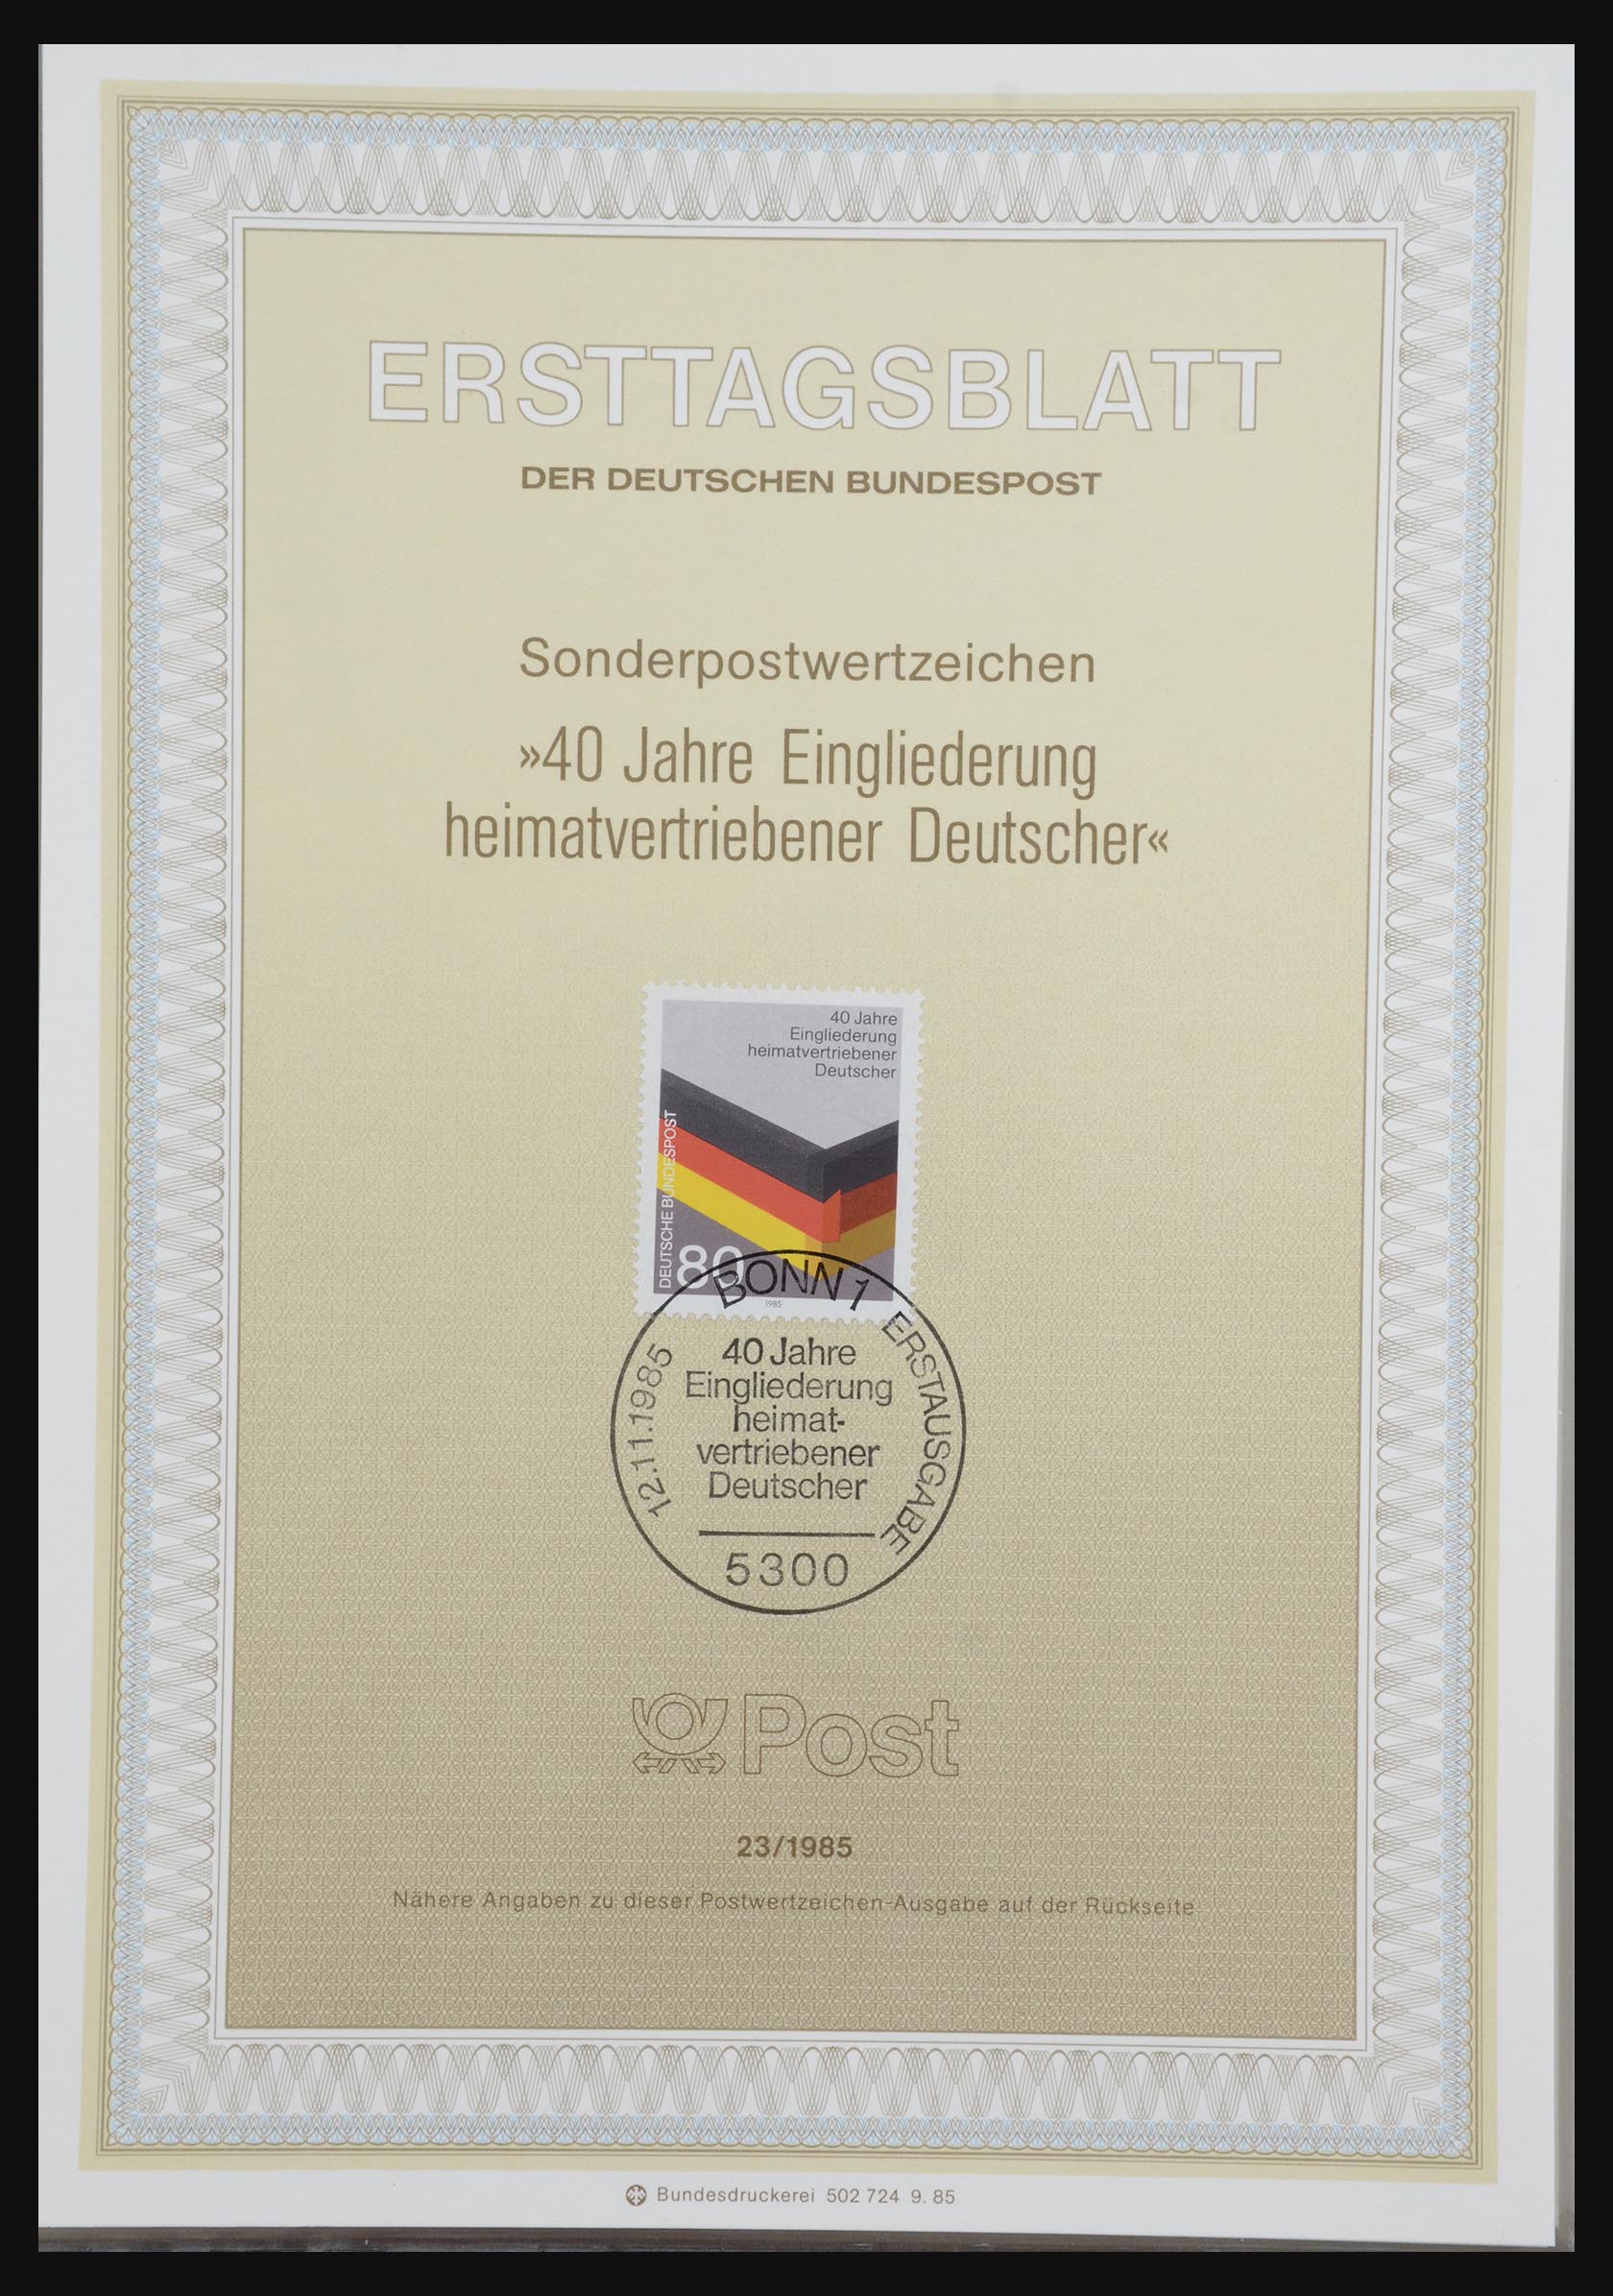 ERSTTAGSBLATT
DER DEUTSCHEN BUNDESPOST
Sonderpostwertzeichen
»40 Jahre Eingliederung
heimatvertriebener Deutscher«
40 Jahre
Eingliederung
heimatvertriebener
Deutscher
DEUTSCHE BUNDESPOST
80
1985
BONN 1
12.11.1985
ERSTAUSGABE
40 Jahre
Eingliederung
heimat-
vertriebener
Deutscher
5300
Post
23/1985
Nähere Angaben zu dieser Postwertzeichen-Ausgabe auf der Rückseite
Bundesdruckerei 502 724 9. 85